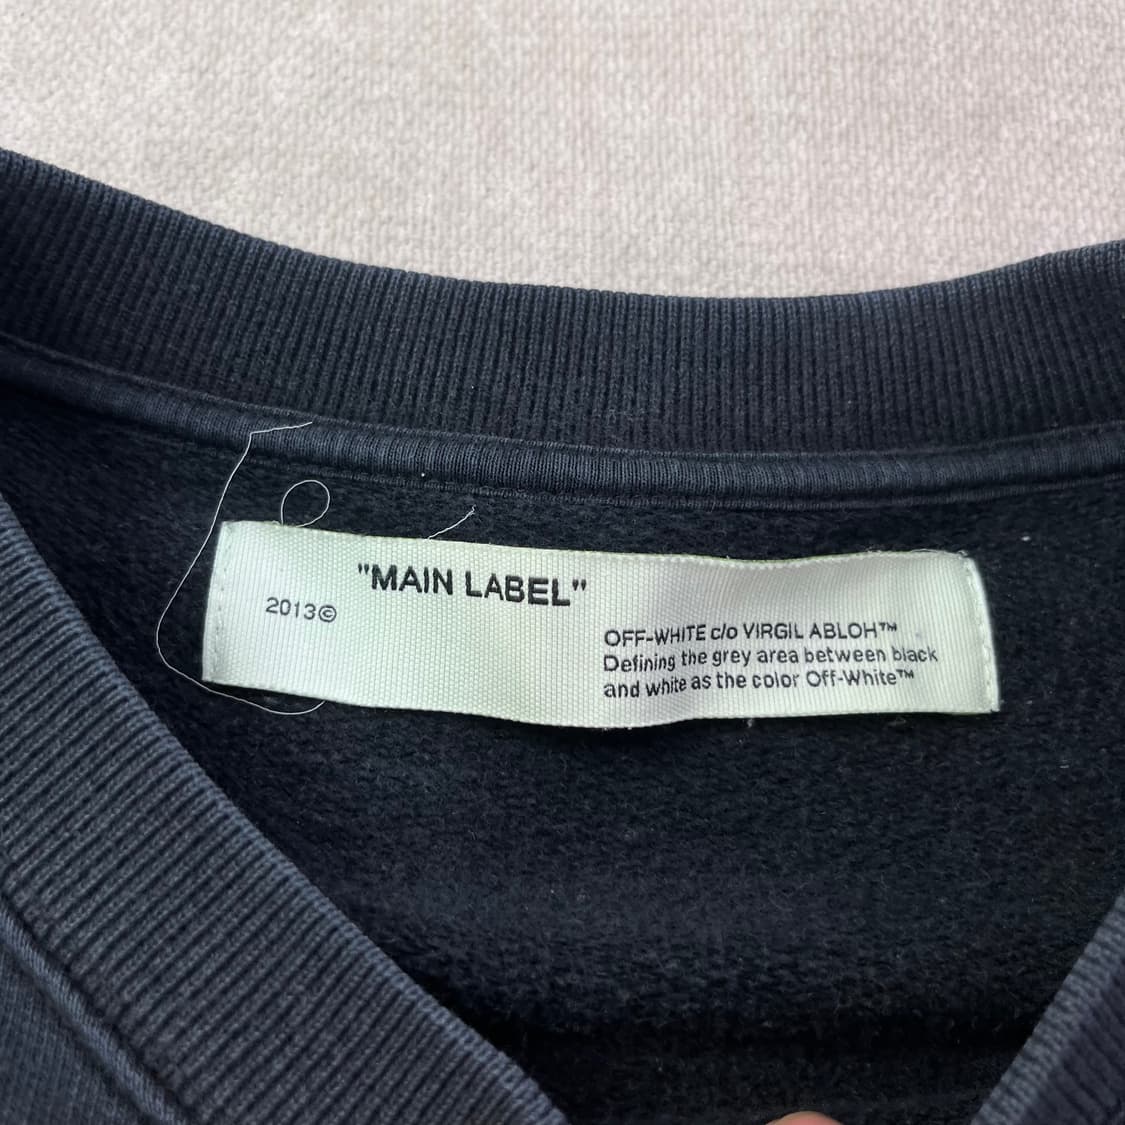 "MAIN LABEL"
2013©
OFF-WHITE c/o VIRGIL ABLOH™
Defining the grey area between black
and white as the color Off-White™